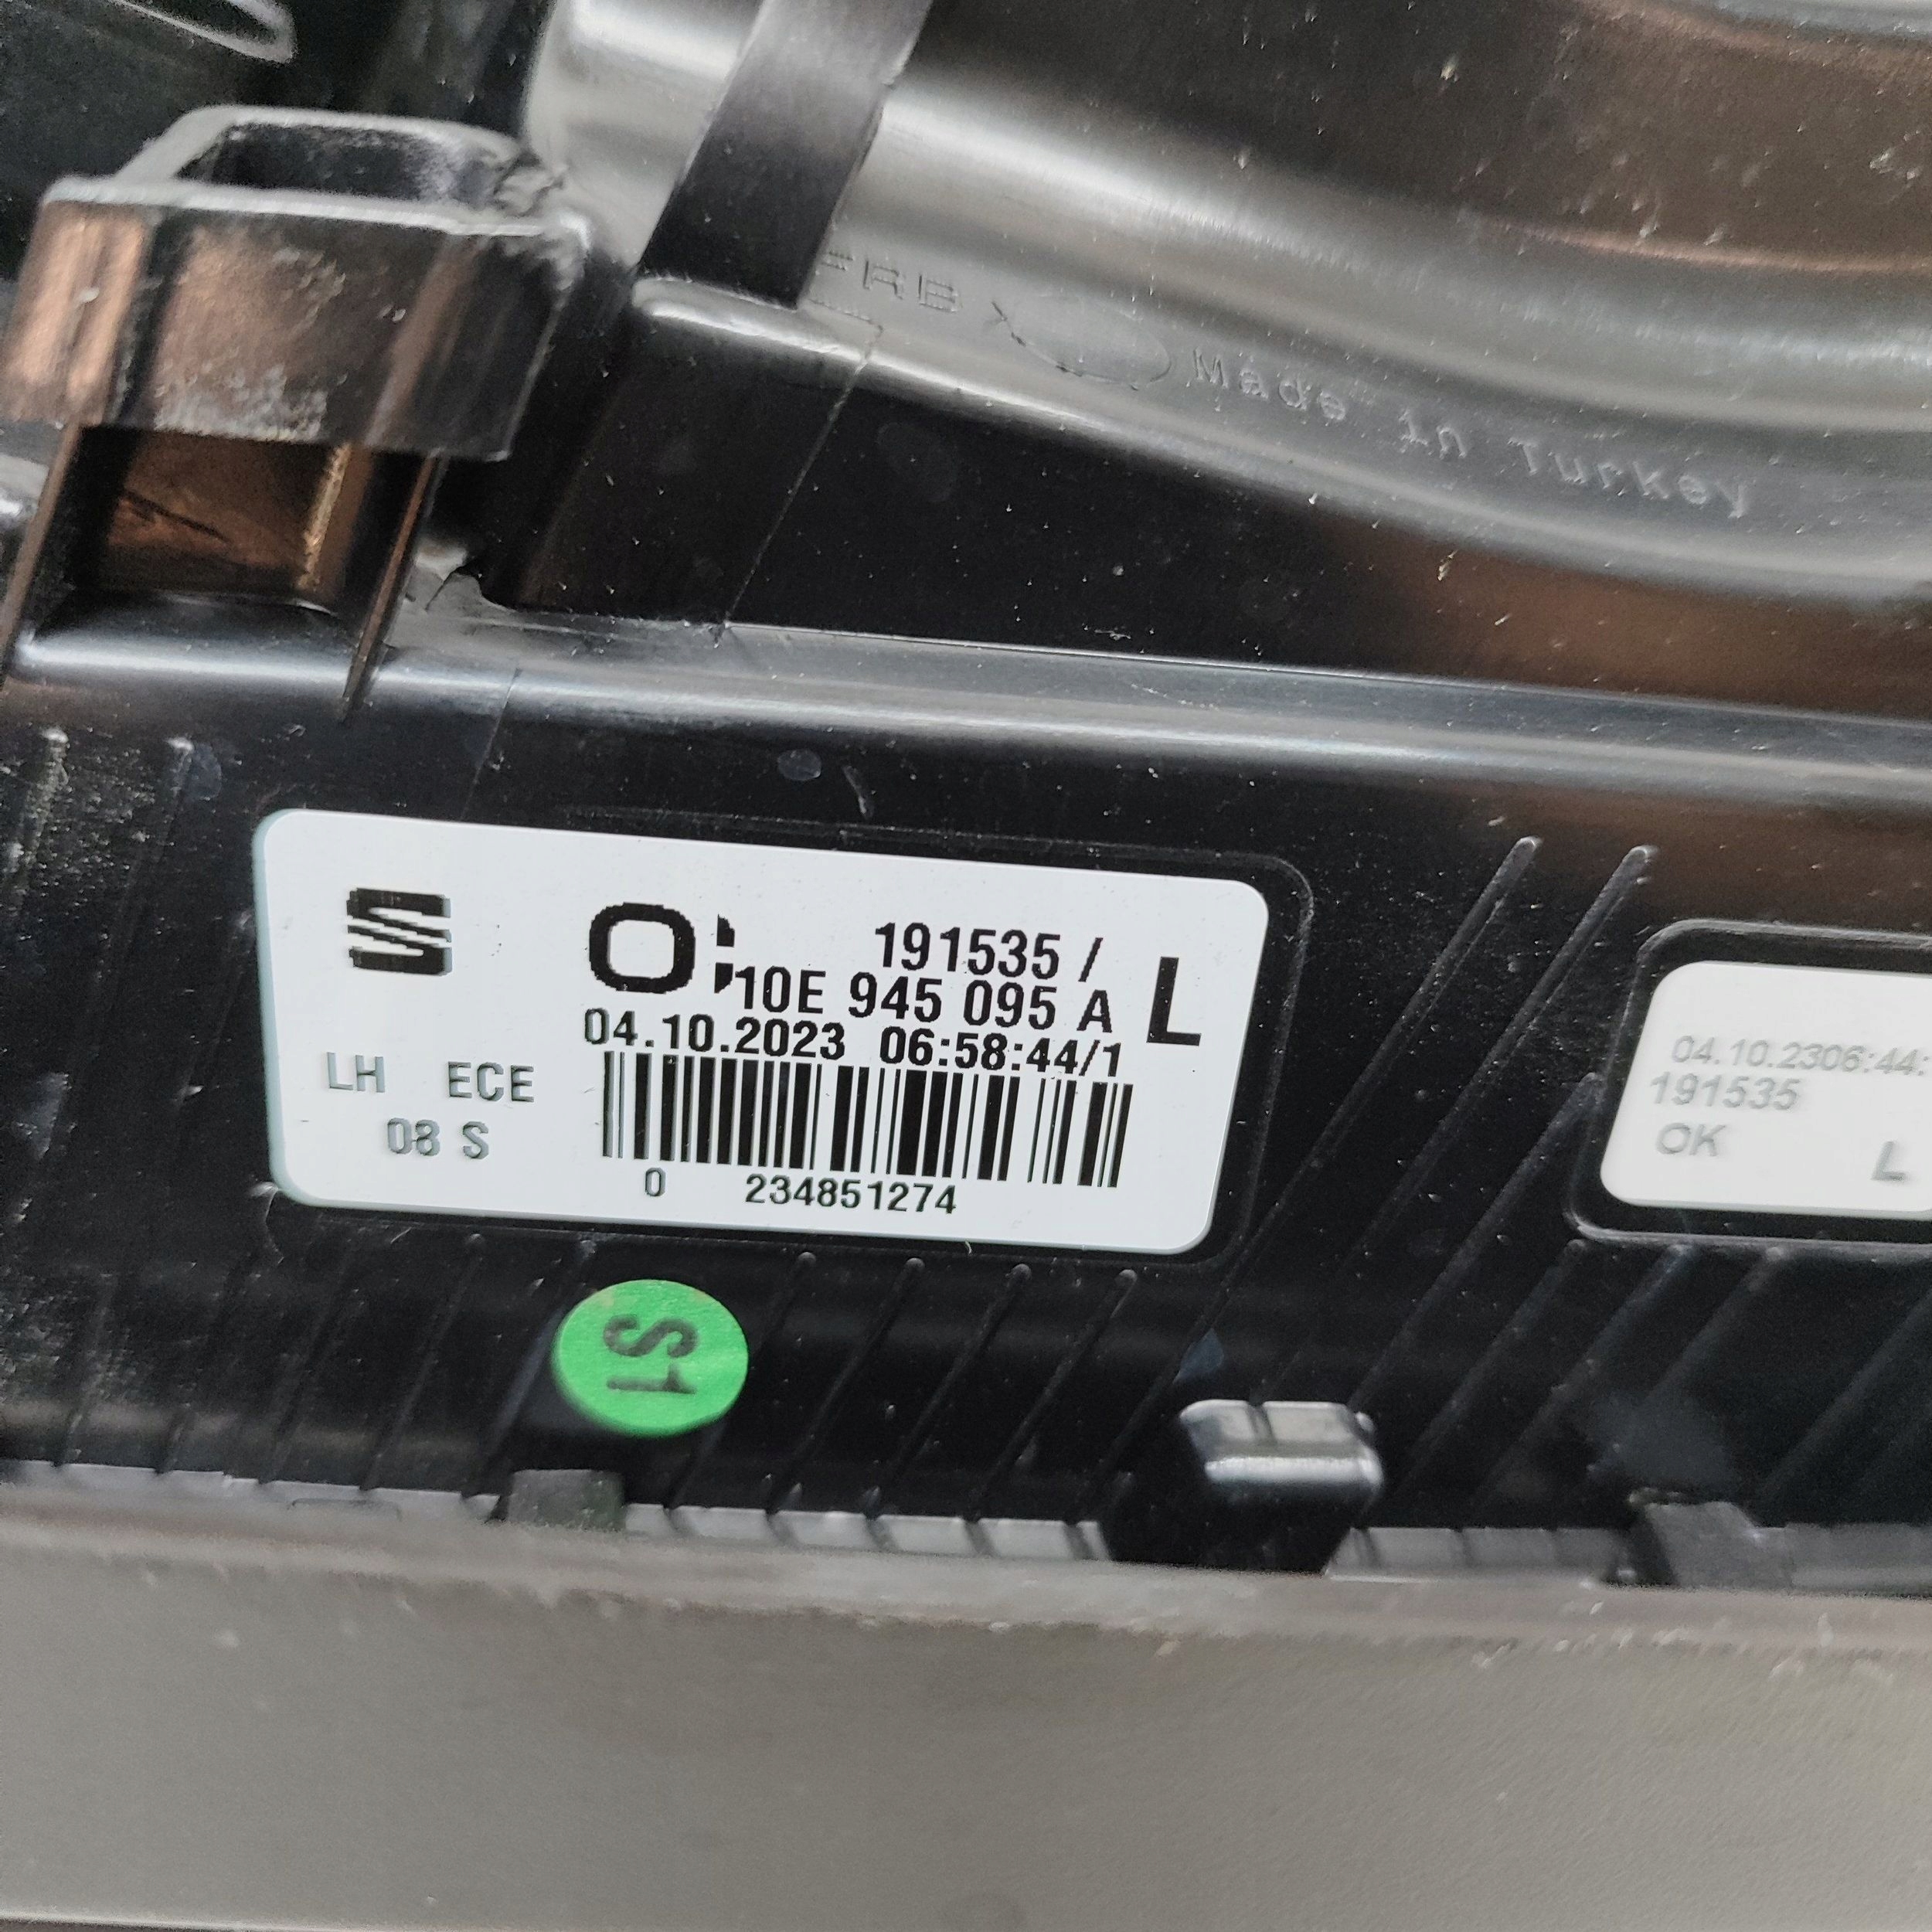 Made in Turkey
191535 /
10E 945 095 A L
04.10.2023 06:58:44/1
LH ECE
08 S
0 234851274
04.10.2306:44:
191535
OK L
S1